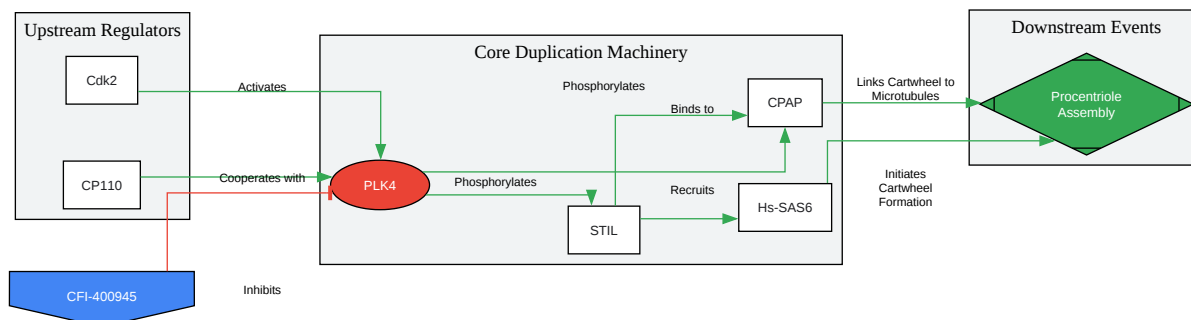 Upstream Regulators
Cdk2
CP110
CFI-400945
Activates
Cooperates with
Inhibits
Core Duplication Machinery
PLK4
Phosphorylates
Phosphorylates
STIL
Binds to
Recruits
CPAP
Hs-SAS6
Links Cartwheel to
Microtubules
Initiates
Cartwheel
Formation
Downstream Events
Procentriole
Assembly